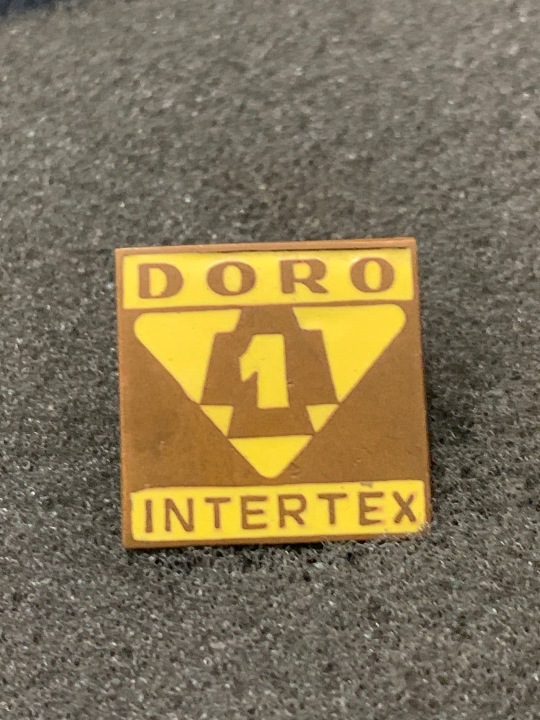 DORO
1
INTERTEX